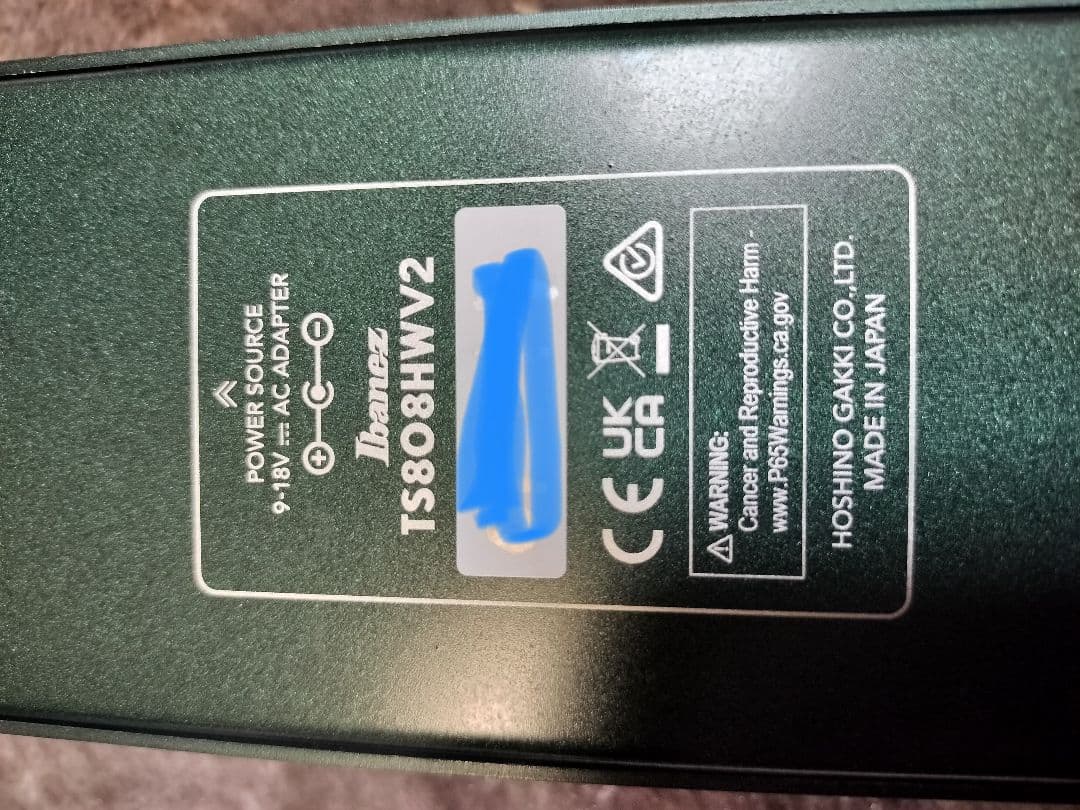 POWER SOURCE
9-18V ⎓ AC ADAPTER
+ -
Ibanez
TS808HWV2
CE UK CA
⚠ WARNING:
Cancer and Reproductive Harm -
www.P65Warnings.ca.gov
HOSHINO GAKKI CO.,LTD.
MADE IN JAPAN